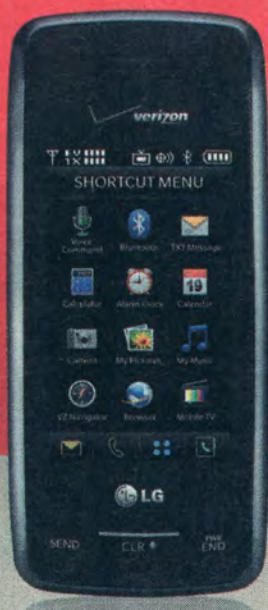 verizon
EV 1X
SHORTCUT MENU
Voice Command
Bluetooth
TXT Message
Calculator
Alarm Clock
19
Calendar
Camera
My Pictures
My Music
VZ Navigator
Browser
Mobile TV
LG
SEND
CLR
PWR END